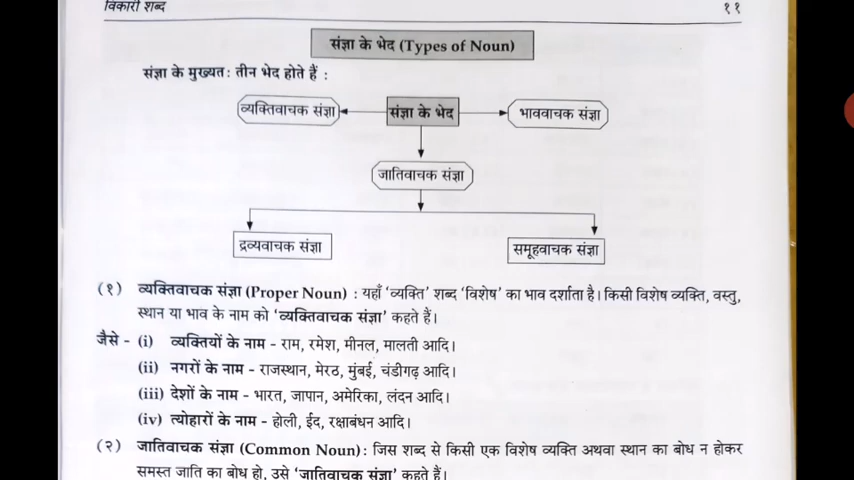 विकारी शब्द ११
संज्ञा के भेद (Types of Noun)
संज्ञा के मुख्यतः तीन भेद होते हैं :
व्यक्तिवाचक संज्ञा संज्ञा के भेद भाववाचक संज्ञा
जातिवाचक संज्ञा
द्रव्यवाचक संज्ञा समूहवाचक संज्ञा
(१) व्यक्तिवाचक संज्ञा (Proper Noun) : यहाँ ‘व्यक्ति’ शब्द ‘विशेष’ का भाव दर्शाता है। किसी विशेष व्यक्ति, वस्तु,
स्थान या भाव के नाम को ‘व्यक्तिवाचक संज्ञा’ कहते हैं।
जैसे - (i) व्यक्तियों के नाम - राम, रमेश, मीनल, मालती आदि।
(ii) नगरों के नाम - राजस्थान, मेरठ, मुंबई, चंडीगढ़ आदि।
(iii) देशों के नाम - भारत, जापान, अमेरिका, लंदन आदि।
(iv) त्योहारों के नाम - होली, ईद, रक्षाबंधन आदि।
(२) जातिवाचक संज्ञा (Common Noun) : जिस शब्द से किसी एक विशेष व्यक्ति अथवा स्थान का बोध न होकर
समस्त जाति का बोध हो, उसे ‘जातिवाचक संज्ञा’ कहते हैं।